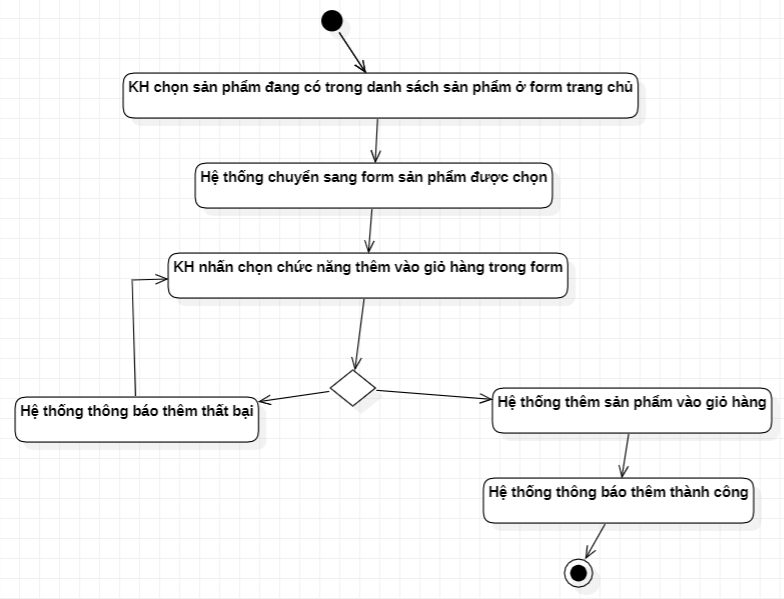 KH chọn sản phẩm đang có trong danh sách sản phẩm ở form trang chủ
Hệ thống chuyển sang form sản phẩm được chọn
KH nhấn chọn chức năng thêm vào giỏ hàng trong form
Hệ thống thông báo thêm thất bại
Hệ thống thêm sản phẩm vào giỏ hàng
Hệ thống thông báo thêm thành công